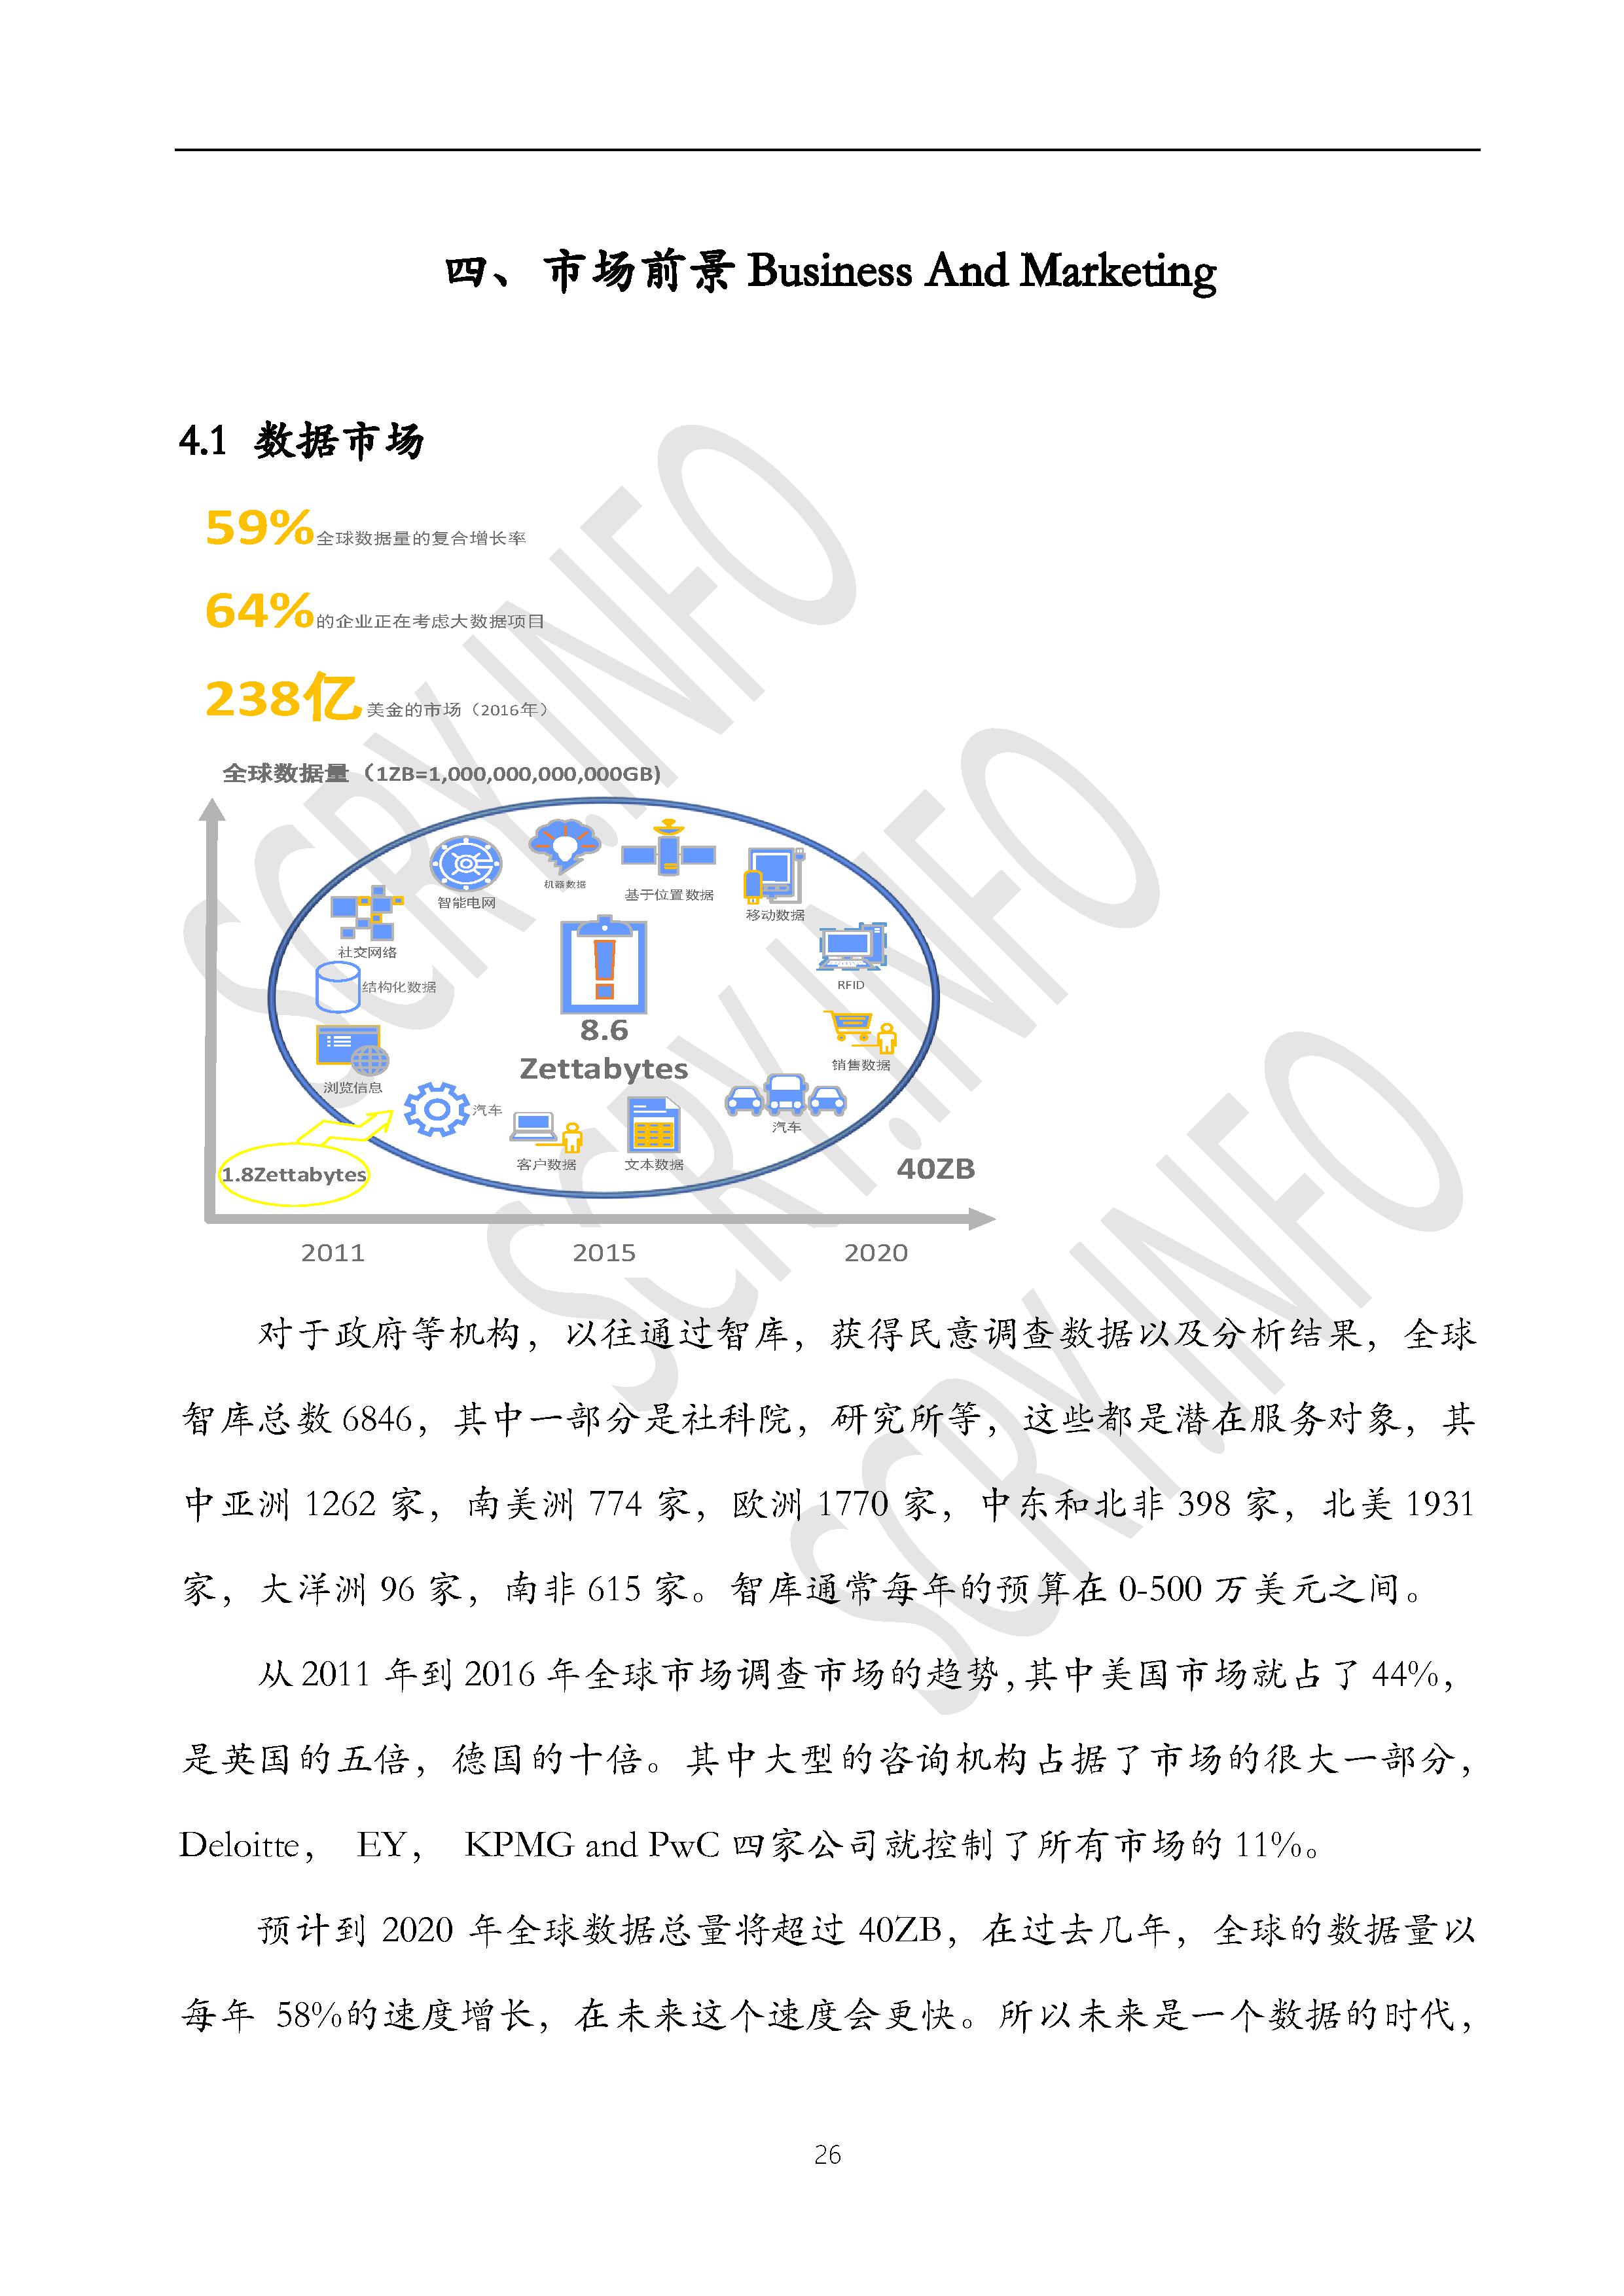 四、市场前景 Business And Marketing
4.1 数据市场
59%全球数据量的复合增长率
64%的企业正在考虑大数据项目
238亿美金的市场（2016年）
全球数据量（1ZB=1,000,000,000,000GB)
机器数据
智能电网
基于位置数据
移动数据
社交网络
结构化数据
RFID
8.6
Zettabytes
销售数据
浏览信息
汽车
汽车
客户数据
文本数据
1.8Zettabytes
40ZB
2011 2015 2020
对于政府等机构，以往通过智库，获得民意调查数据以及分析结果，全球
智库总数 6846，其中一部分是社科院，研究所等，这些都是潜在服务对象，其
中亚洲 1262 家，南美洲 774 家，欧洲 1770 家，中东和北非 398 家，北美 1931
家，大洋洲 96 家，南非 615 家。智库通常每年的预算在 0-500 万美元之间。
从 2011 年到 2016 年全球市场调查市场的趋势，其中美国市场就占了 44%，
是英国的五倍，德国的十倍。其中大型的咨询机构占据了市场的很大一部分，
Deloitte， EY， KPMG and PwC 四家公司就控制了所有市场的 11%。
预计到 2020 年全球数据总量将超过 40ZB，在过去几年，全球的数据量以
每年 58%的速度增长，在未来这个速度会更快。所以未来是一个数据的时代，
26
SCRY.INFO
SCRY.INFO
SCRY.INFO